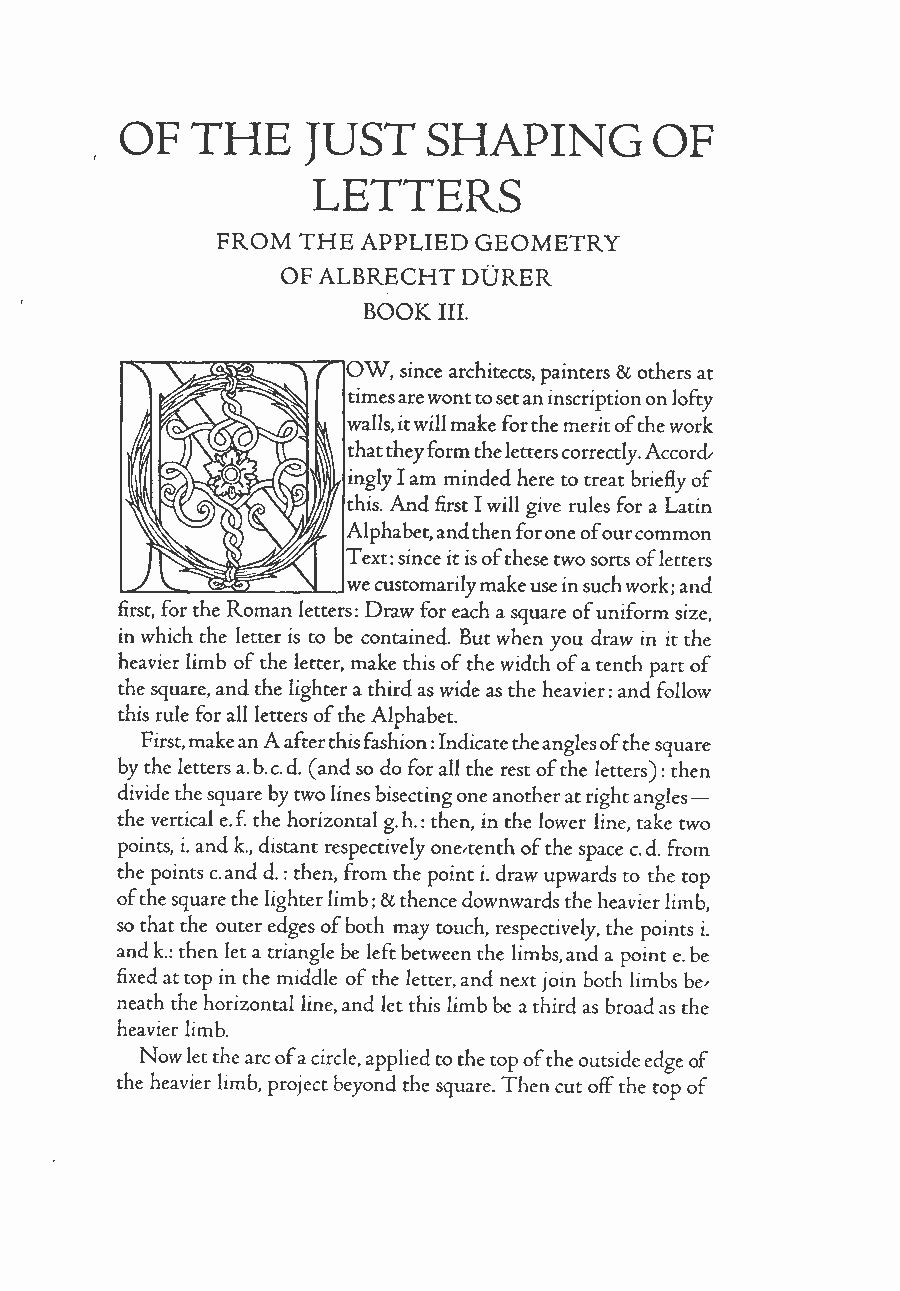 OF THE JUST SHAPING OF
LETTERS
FROM THE APPLIED GEOMETRY
OF ALBRECHT DÜRER
BOOK III.
NOW, since architects, painters & others at
times are wont to set an inscription on lofty
walls, it will make for the merit of the work
that they form the letters correctly. Accord-
ingly I am minded here to treat briefly of
this. And first I will give rules for a Latin
Alphabet, and then for one of our common
Text: since it is of these two sorts of letters
we customarily make use in such work; and
first, for the Roman letters: Draw for each a square of uniform size,
in which the letter is to be contained. But when you draw in it the
heavier limb of the letter, make this of the width of a tenth part of
the square, and the lighter a third as wide as the heavier: and follow
this rule for all letters of the Alphabet.
First, make an A after this fashion: Indicate the angles of the square
by the letters a.b.c.d. (and so do for all the rest of the letters): then
divide the square by two lines bisecting one another at right angles—
the vertical e.f. the horizontal g.h.: then, in the lower line, take two
points, i. and k., distant respectively one-tenth of the space c.d. from
the points c. and d.: then, from the point i. draw upwards to the top
of the square the lighter limb; & thence downwards the heavier limb,
so that the outer edges of both may touch, respectively, the points i.
and k.: then let a triangle be left between the limbs, and a point e. be
fixed at top in the middle of the letter, and next join both limbs be-
neath the horizontal line, and let this limb be a third as broad as the
heavier limb.
Now let the arc of a circle, applied to the top of the outside edge of
the heavier limb, project beyond the square. Then cut off the top of